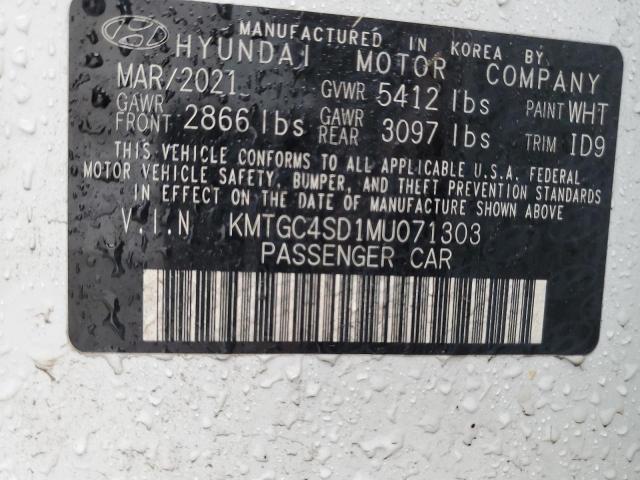 MANUFACTURED IN KOREA BY
HYUNDAI MOTOR COMPANY
MAR/2021 GVWR 5412 lbs PAINT WHT
GAWR FRONT 2866 lbs GAWR REAR 3097 lbs TRIM ID9
THIS VEHICLE CONFORMS TO ALL APPLICABLE U.S.A. FEDERAL
MOTOR VEHICLE SAFETY, BUMPER, AND THEFT PREVENTION STANDARDS
IN EFFECT ON THE DATE OF MANUFACTURE SHOWN ABOVE
V.I.N KMTGC4SD1MU071303
PASSENGER CAR